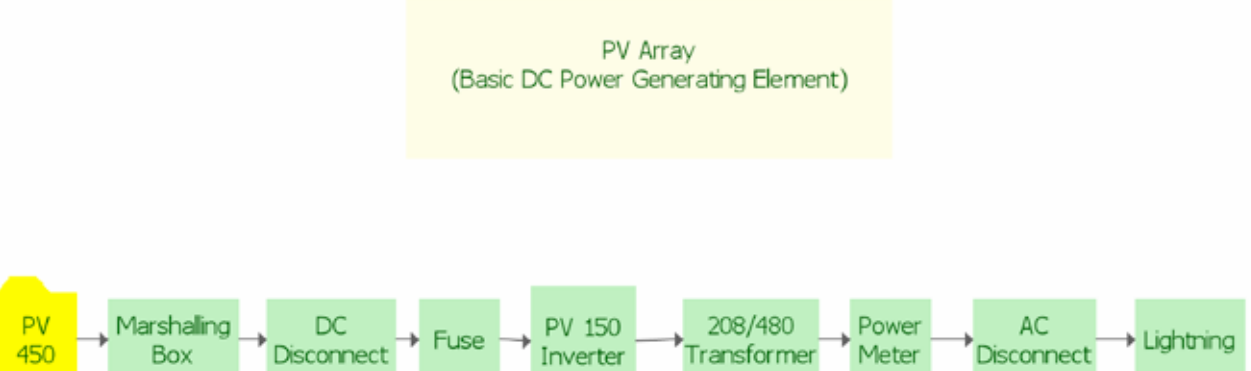 PV Array
(Basic DC Power Generating Element)
PV
450
Marshalling
Box
DC
Disconnect
Fuse
PV 150
Inverter
208/480
Transformer
Power
Meter
AC
Disconnect
Lightning